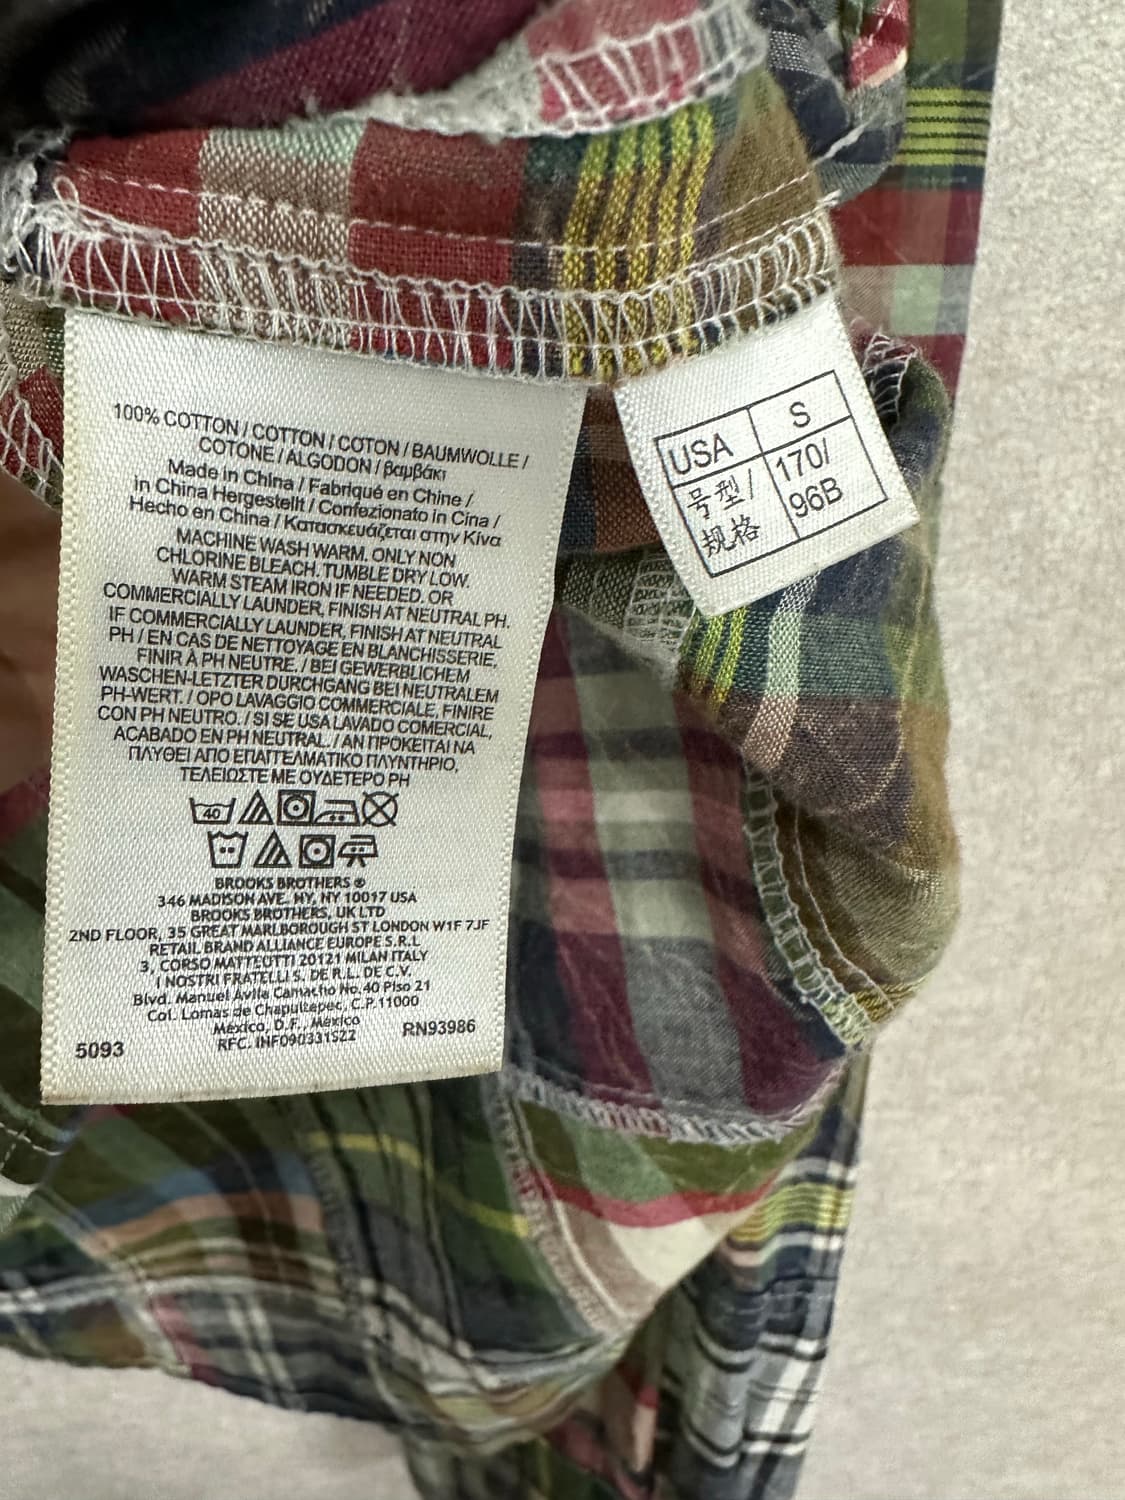 100% COTTON / COTTON / COTON / BAUMWOLLE /
COTONE / ALGODON / βαμβάκι
Made in China / Fabriqué en Chine /
in China Hergestellt / Confezionato in Cina /
Hecho en China / Κατασκευάζεται στην Κίνα
MACHINE WASH WARM. ONLY NON
CHLORINE BLEACH. TUMBLE DRY LOW.
WARM STEAM IRON IF NEEDED. OR
COMMERCIALLY LAUNDER, FINISH AT NEUTRAL PH.
IF COMMERCIALLY LAUNDER, FINISH AT NEUTRAL
PH / EN CAS DE NETTOYAGE EN BLANCHISSERIE,
FINIR À PH NEUTRE. / BEI GEWERBLICHEM
WASCHEN-LETZTER DURCHGANG BEI NEUTRALEM
PH-WERT. / OPO LAVAGGIO COMMERCIALE, FINIRE
CON PH NEUTRO. / SI SE USA LAVADO COMERCIAL,
ACABADO EN PH NEUTRAL. / ΑΝ ΠΡΟΚΕΙΤΑΙ ΝΑ
ΠΛΥΘΕΙ ΑΠΟ ΕΠΑΓΓΕΛΜΑΤΙΚΟ ΠΛΥΝΤΗΡΙΟ,
ΤΕΛΕΙΩΣΤΕ ΜΕ ΟΥΔΕΤΕΡΟ PH
40
BROOKS BROTHERS ®
346 MADISON AVE. NY, NY 10017 USA
BROOKS BROTHERS, UK LTD
2ND FLOOR, 35 GREAT MARLBOROUGH ST LONDON W1F 7JF
RETAIL BRAND ALLIANCE EUROPE S.R.L
3, CORSO MATTEOTTI 20121 MILAN ITALY
I NOSTRI FRATELLI S. DE R.L. DE C.V.
Blvd. Manuel Ávila Camacho No.40 Piso 21
Col. Lomas de Chapultepec, C.P.11000
México, D.F., México
RFC. INF090331S22
5093
RN93986
USA S
号型/ 170/
规格 96B